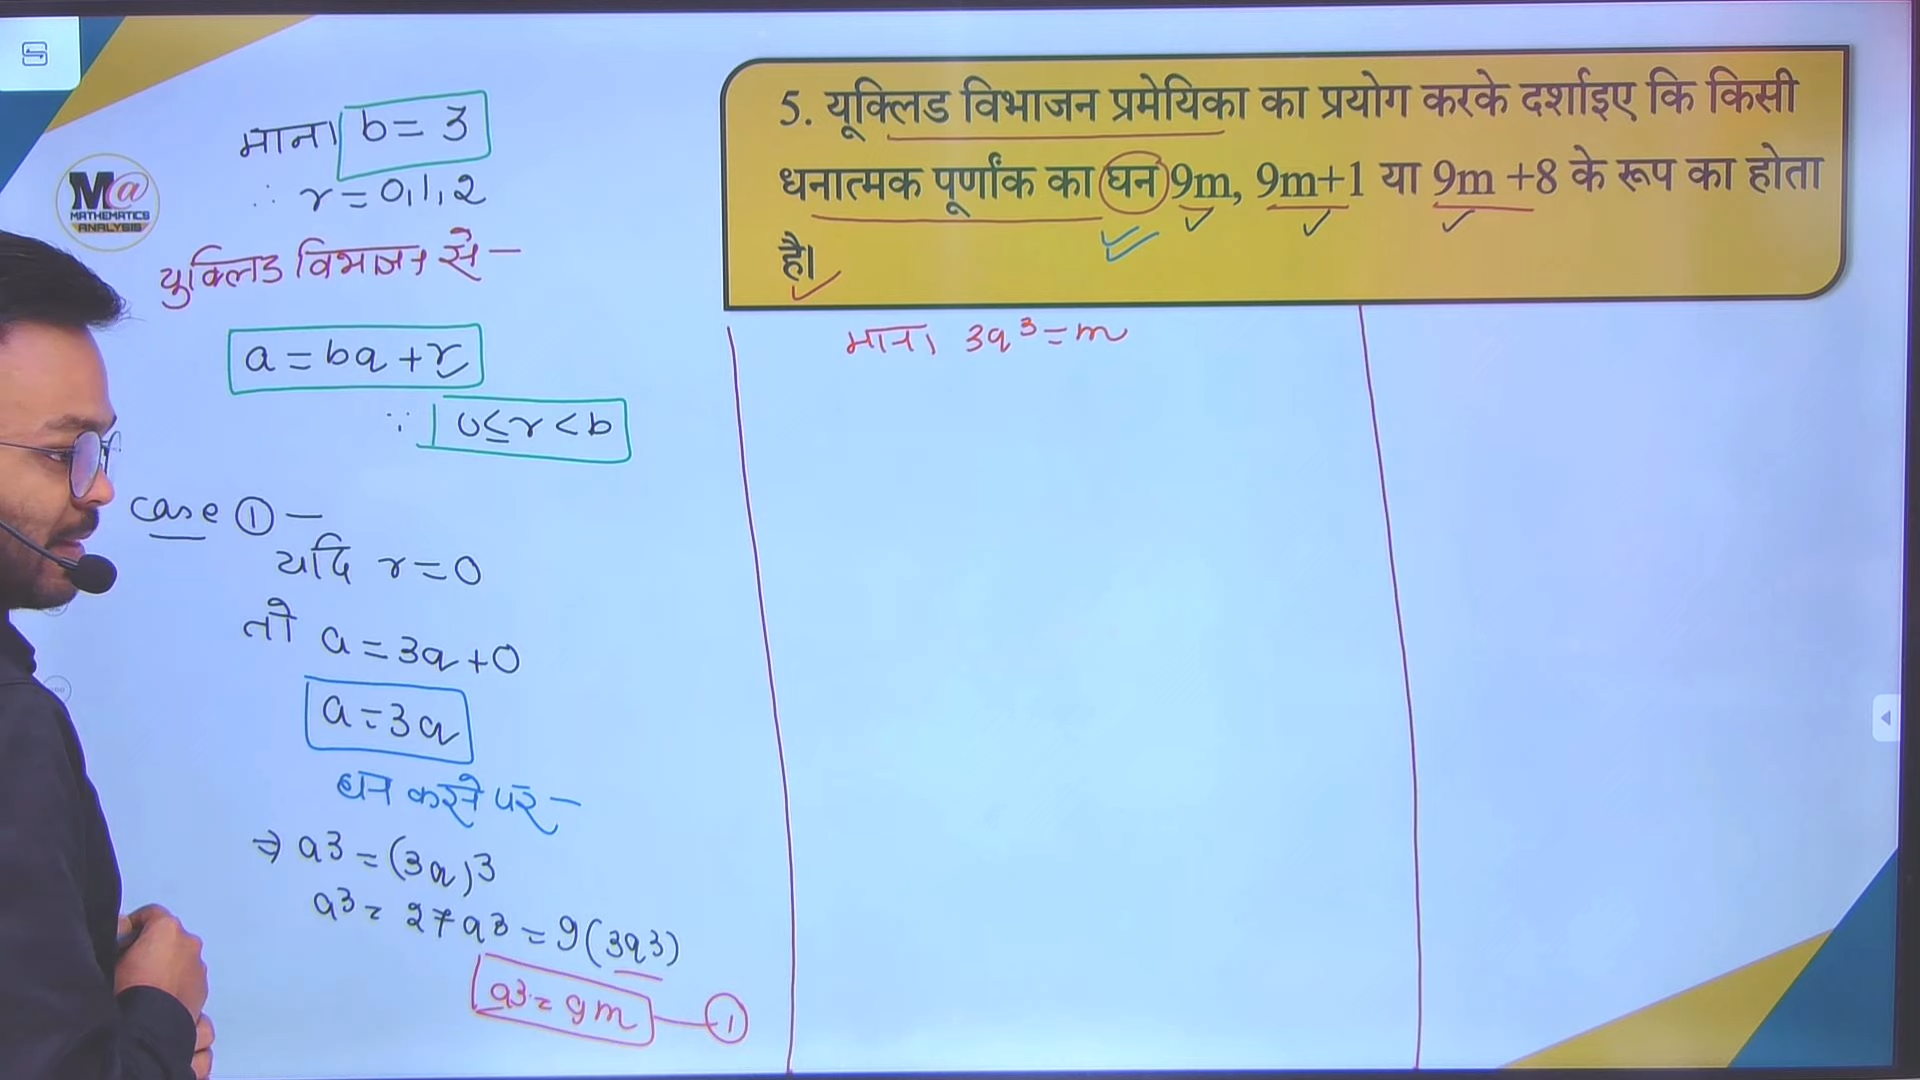 माना b = 3
∴ r = 0, 1, 2
युक्लिड विभाजन से –
a = bq + r
∵ 0 ≤ r < b
case ① –
यदि r = 0
तो a = 3q + 0
a = 3q
घन करने पर –
⇒ a3 = (3q)3
a3 = 27q3 = 9(3q3)
a3 = 9m — ①
M@
MATHEMATICS
ANALYSIS
5. यूक्लिड विभाजन प्रमेयिका का प्रयोग करके दर्शाइए कि किसी
धनात्मक पूर्णांक का घन 9m, 9m+1 या 9m +8 के रूप का होता
है।
माना 3q3 = m